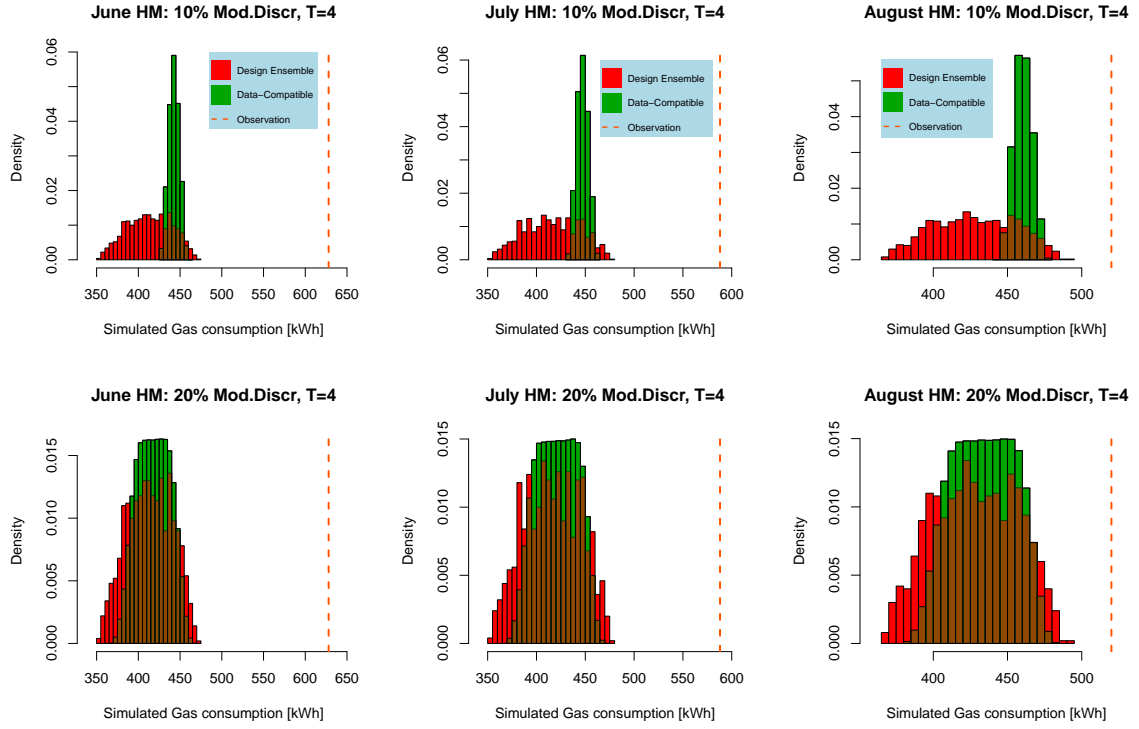 June HM: 10% Mod.Discr, T=4
Density
0.00 0.02 0.04 0.06
Design Ensemble
Data−Compatible
Observation
350 400 450 500 550 600 650
Simulated Gas consumption [kWh]
July HM: 10% Mod.Discr, T=4
Density
0.00 0.02 0.04 0.06
Design Ensemble
Data−Compatible
Observation
350 400 450 500 550 600
Simulated Gas consumption [kWh]
August HM: 10% Mod.Discr, T=4
Density
0.00 0.02 0.04
Design Ensemble
Data−Compatible
Observation
400 450 500
Simulated Gas consumption [kWh]
June HM: 20% Mod.Discr, T=4
Density
0.000 0.005 0.010 0.015
350 400 450 500 550 600 650
Simulated Gas consumption [kWh]
July HM: 20% Mod.Discr, T=4
Density
0.000 0.005 0.010 0.015
350 400 450 500 550 600
Simulated Gas consumption [kWh]
August HM: 20% Mod.Discr, T=4
Density
0.000 0.005 0.010 0.015
400 450 500
Simulated Gas consumption [kWh]